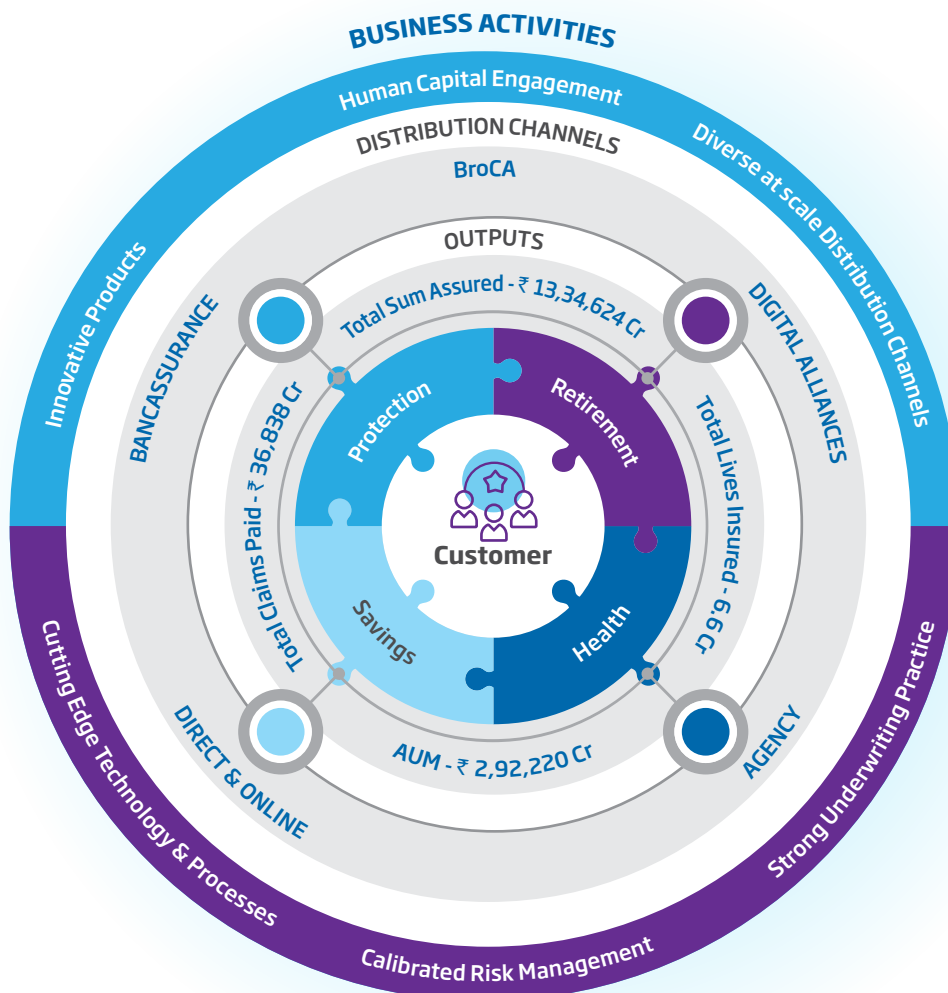 BUSINESS ACTIVITIES
Human Capital Engagement
Diverse at scale Distribution Channels
Innovative Products
DISTRIBUTION CHANNELS
BroCA
BANCASSURANCE
DIGITAL ALLIANCES
OUTPUTS
Total Sum Assured - ₹ 13,34,624 Cr
Total Claims Paid - ₹ 36,838 Cr
Total Lives Insured - 6.6 Cr
Protection
Retirement
Customer
Savings
Health
AUM - ₹ 2,92,220 Cr
DIRECT & ONLINE
AGENCY
Cutting Edge Technology & Processes
Strong Underwriting Practice
Calibrated Risk Management